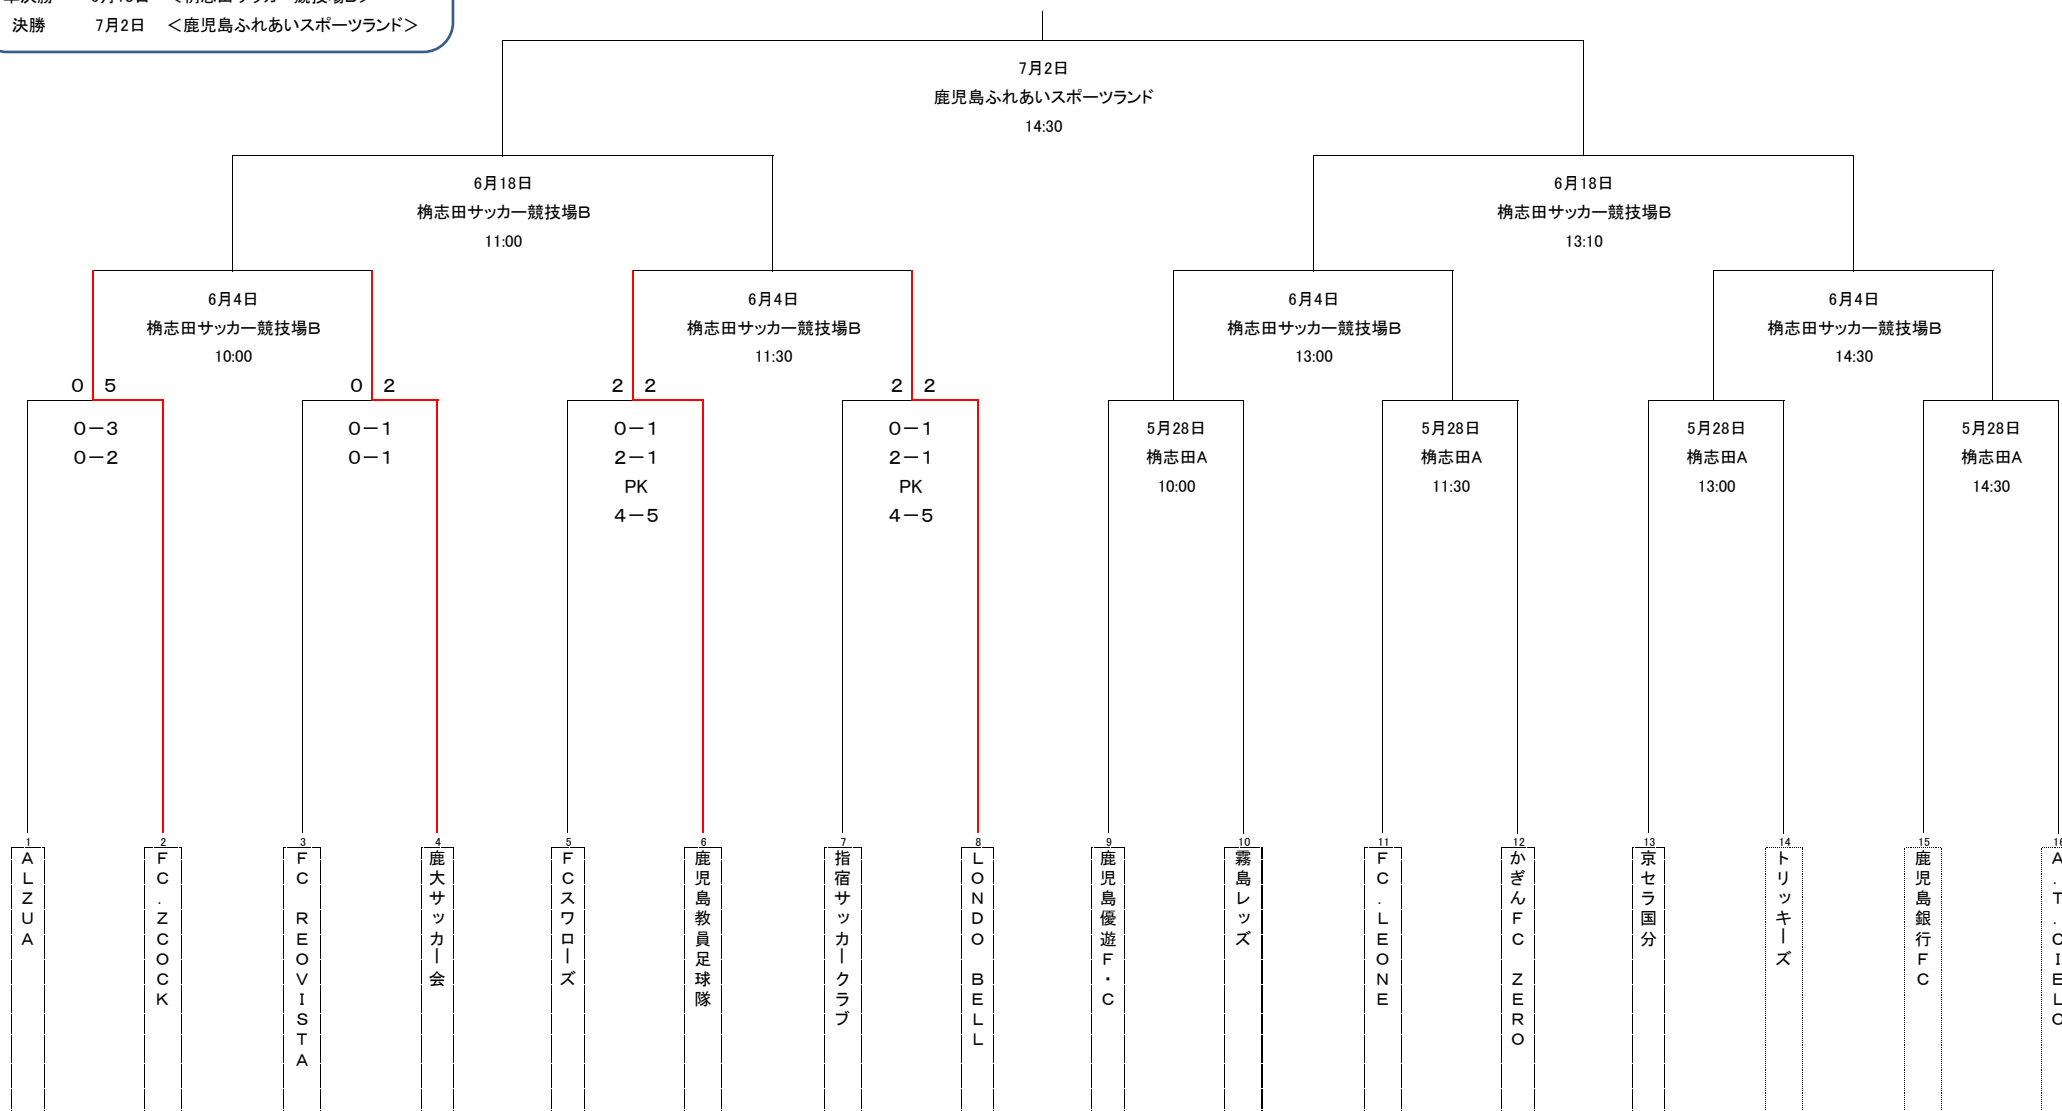 決勝 7月2日 ＜鹿児島ふれあいスポーツランド＞
7月2日
鹿児島ふれあいスポーツランド
14:30
6月18日
桷志田サッカー競技場B
11:00
6月18日
桷志田サッカー競技場B
13:10
6月4日
桷志田サッカー競技場B
10:00
6月4日
桷志田サッカー競技場B
11:30
6月4日
桷志田サッカー競技場B
13:00
6月4日
桷志田サッカー競技場B
14:30
0 5
0－3
0－2
0 2
0－1
0－1
2 2
0－1
2－1
PK
4－5
2 2
0－1
2－1
PK
4－5
5月28日
桷志田A
10:00
5月28日
桷志田A
11:30
5月28日
桷志田A
13:00
5月28日
桷志田A
14:30
1
ALZUA
2
FC.ZCOCK
3
FC REOVISTA
4
鹿大サッカー会
5
FCスワローズ
6
鹿児島教員足球隊
7
指宿サッカークラブ
8
LONDO BELL
9
鹿児島優遊F・C
10
霧島レッズ
11
FC.LEONE
12
かぎんFC ZERO
13
京セラ国分
14
トリッキーズ
15
鹿児島銀行FC
16
A.T.CIELO